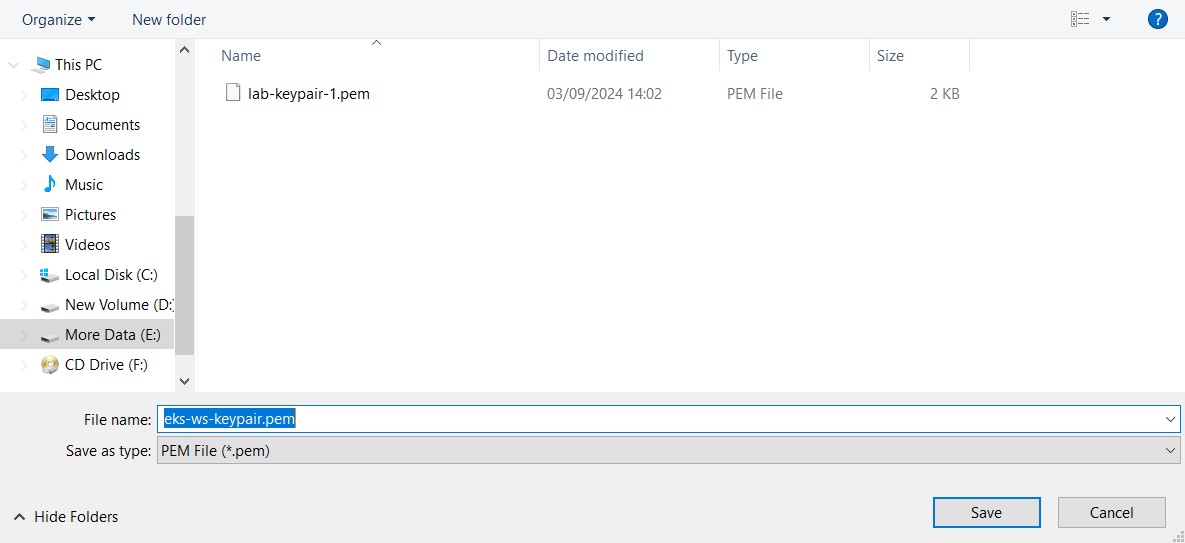 Organize New folder ?
Name Date modified Type Size
This PC
lab-keypair-1.pem 03/09/2024 14:02 PEM File 2 KB
Desktop
Documents
Downloads
Music
Pictures
Videos
Local Disk (C:)
New Volume (D:)
More Data (E:)
CD Drive (F:)
File name: eks-ws-keypair.pem
Save as type: PEM File (*.pem)
Hide Folders Save Cancel